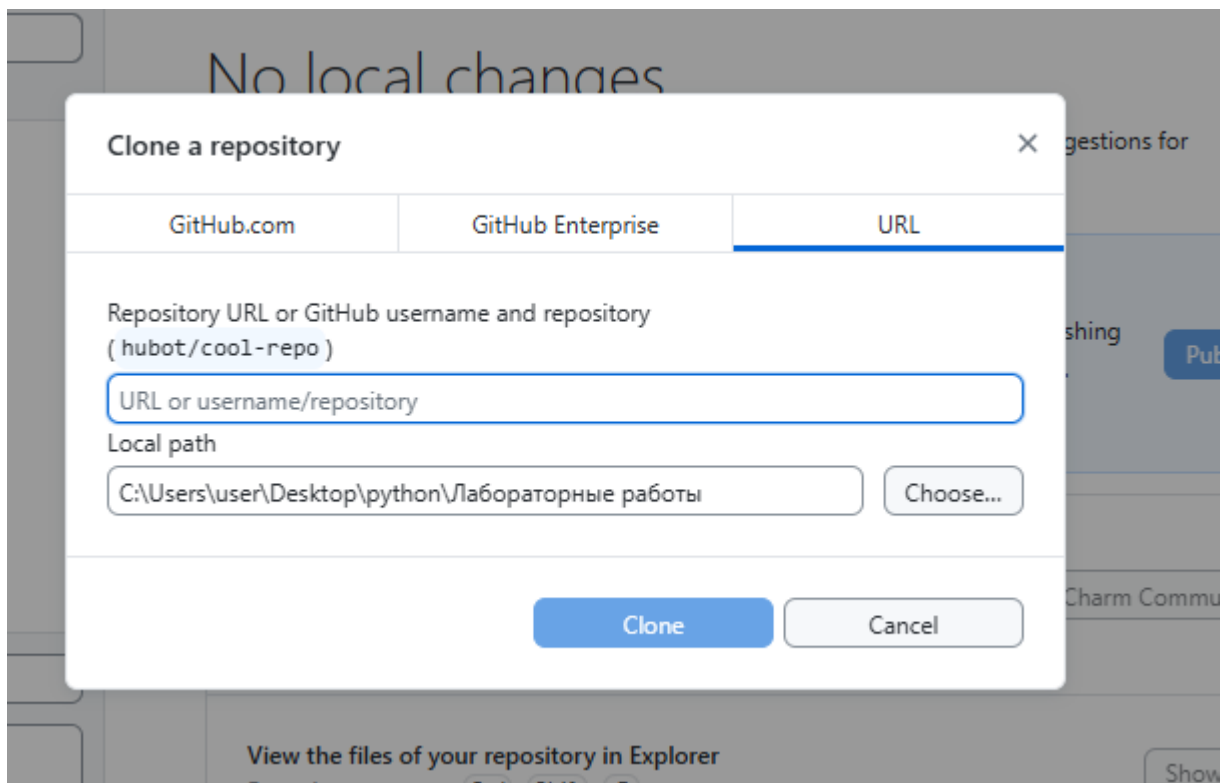 No local changes
Clone a repository
gestions for
GitHub.com
GitHub Enterprise
URL
Repository URL or GitHub username and repository
(hubot/cool-repo)
shing
Pub
URL or username/repository
Local path
C:\Users\user\Desktop\python\Лабораторные работы
Choose...
Charm Commu
Clone
Cancel
View the files of your repository in Explorer
Show